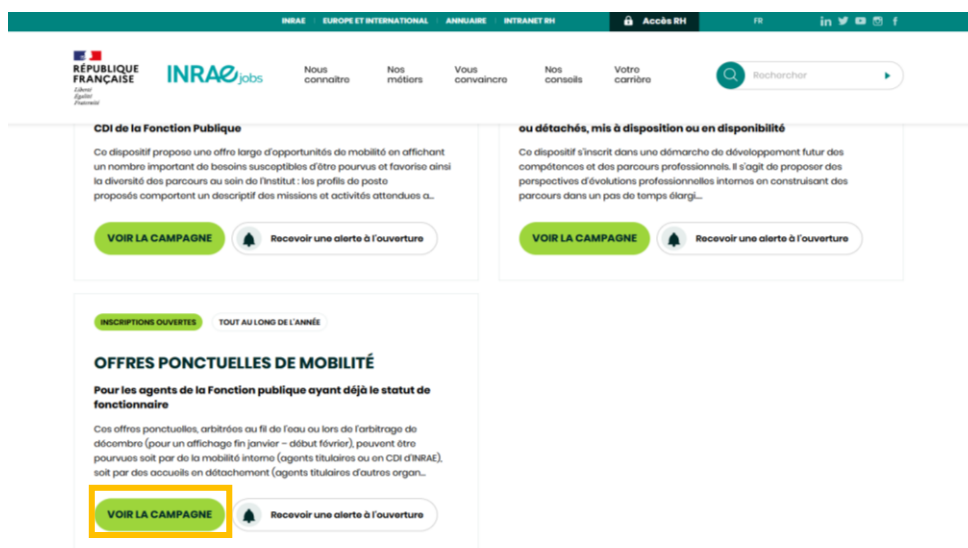 INRAE EUROPE ET INTERNATIONAL ANNUAIRE INTRANET RH Accès RH FR
RÉPUBLIQUE
FRANÇAISE
Liberté
Égalité
Fraternité
INRAE jobs
Nous
connaître
Nos
métiers
Vous
convaincre
Nos
conseils
Votre
carrière
Rechercher
CDI de la Fonction Publique
Ce dispositif propose une offre large d'opportunités de mobilité en affichant
un nombre important de besoins susceptibles d'être pourvus et favorise ainsi
la diversité des parcours au sein de l'Institut : les profils de poste
proposés comportent un descriptif des missions et activités attendues a...
VOIR LA CAMPAGNE Recevoir une alerte à l'ouverture
ou détachés, mis à disposition ou en disponibilité
Ce dispositif s'inscrit dans une démarche de développement futur des
compétences et des parcours professionnels. Il s'agit de proposer des
perspectives d'évolutions professionnelles internes en construisant des
parcours dans un pas de temps élargi...
VOIR LA CAMPAGNE Recevoir une alerte à l'ouverture
INSCRIPTIONS OUVERTES TOUT AU LONG DE L'ANNÉE
OFFRES PONCTUELLES DE MOBILITÉ
Pour les agents de la Fonction publique ayant déjà le statut de
fonctionnaire
Ces offres ponctuelles, arbitrées au fil de l'eau ou lors de l'arbitrage de
décembre (pour un affichage fin janvier – début février), peuvent être
pourvues soit par de la mobilité interne (agents titulaires ou en CDI d'INRAE),
soit par des accueils en détachement (agents titulaires d'autres organ...
VOIR LA CAMPAGNE Recevoir une alerte à l'ouverture